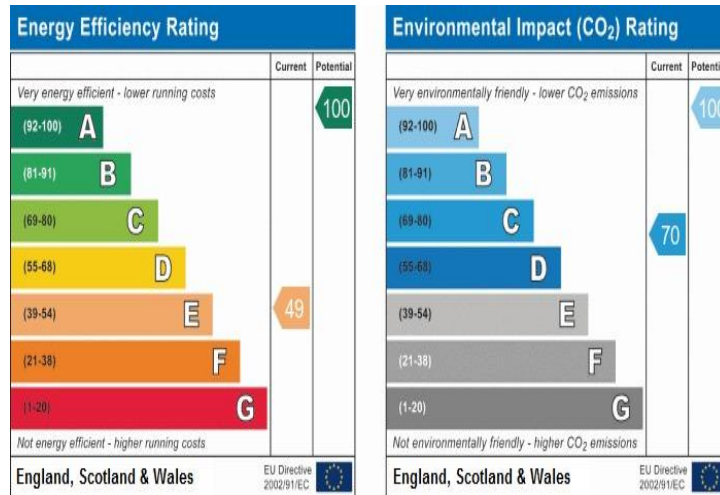 Energy Efficiency Rating
Current Potential
Very energy efficient - lower running costs
(92-100) A
100
(81-91) B
(69-80) C
(55-68) D
(39-54) E
49
(21-38) F
(1-20) G
Not energy efficient - higher running costs
England, Scotland & Wales
EU Directive
2002/91/EC
Environmental Impact (CO₂) Rating
Current Potenti
Very environmentally friendly - lower CO₂ emissions
(92-100) A
100
(81-91) B
(69-80) C
70
(55-68) D
(39-54) E
(21-38) F
(1-20) G
Not environmentally friendly - higher CO₂ emissions
England, Scotland & Wales
EU Directive
2002/91/EC